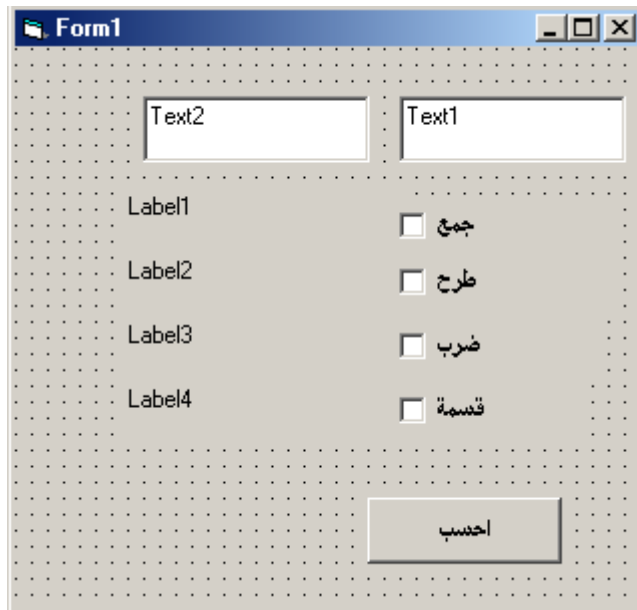 Form1
Text2 Text1
Label1 جمع
Label2 طرح
Label3 ضرب
Label4 قسمة
احسب